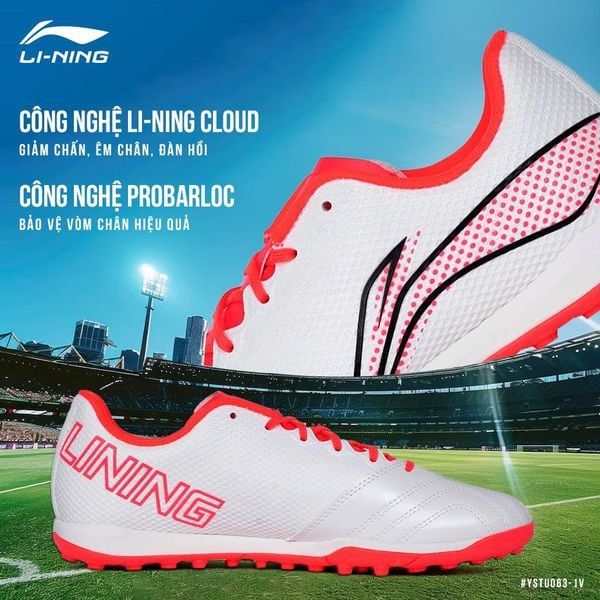 LI-NING
CÔNG NGHỆ LI-NING CLOUD
GIẢM CHẤN, ÊM CHÂN, ĐÀN HỒI
CÔNG NGHỆ PROBARLOC
BẢO VỆ VÒM CHÂN HIỆU QUẢ
LINING
#YSTU063-1V